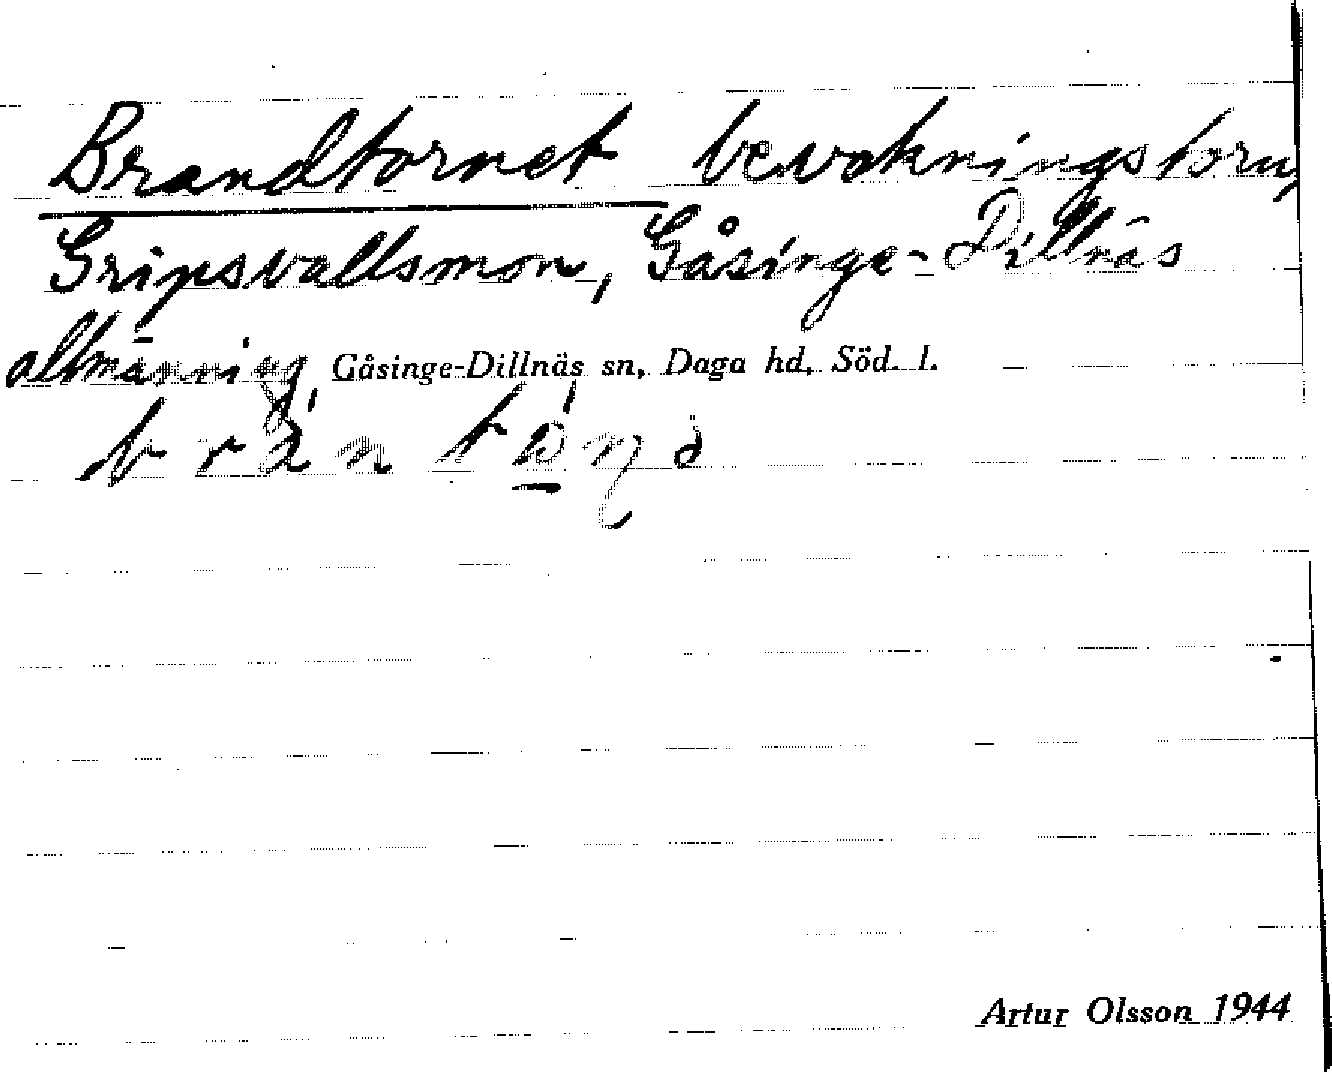 Brandtornet bevakningstorn,
Gripsvallsmon, Gåsinge-Dillnäs
allmänning Gåsinge-Dillnäs sn, Daga hd, Söd. l.
Artur Olsson 1944